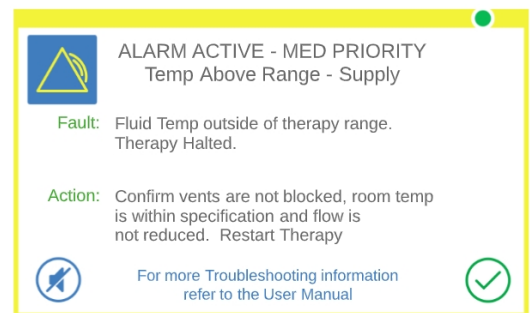 ALARM ACTIVE - MED PRIORITY
Temp Above Range - Supply
Fault: Fluid Temp outside of therapy range.
Therapy Halted.
Action: Confirm vents are not blocked, room temp
is within specification and flow is
not reduced. Restart Therapy
For more Troubleshooting information
refer to the User Manual